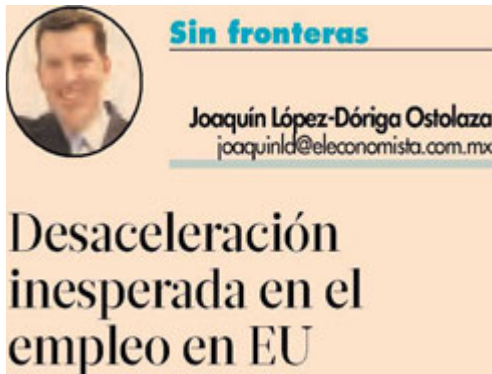 Sin fronteras
Joaquín López-Dóriga Ostolaza
joaquinld@eleconomista.com.mx
Desaceleración
inesperada en el
empleo en EU